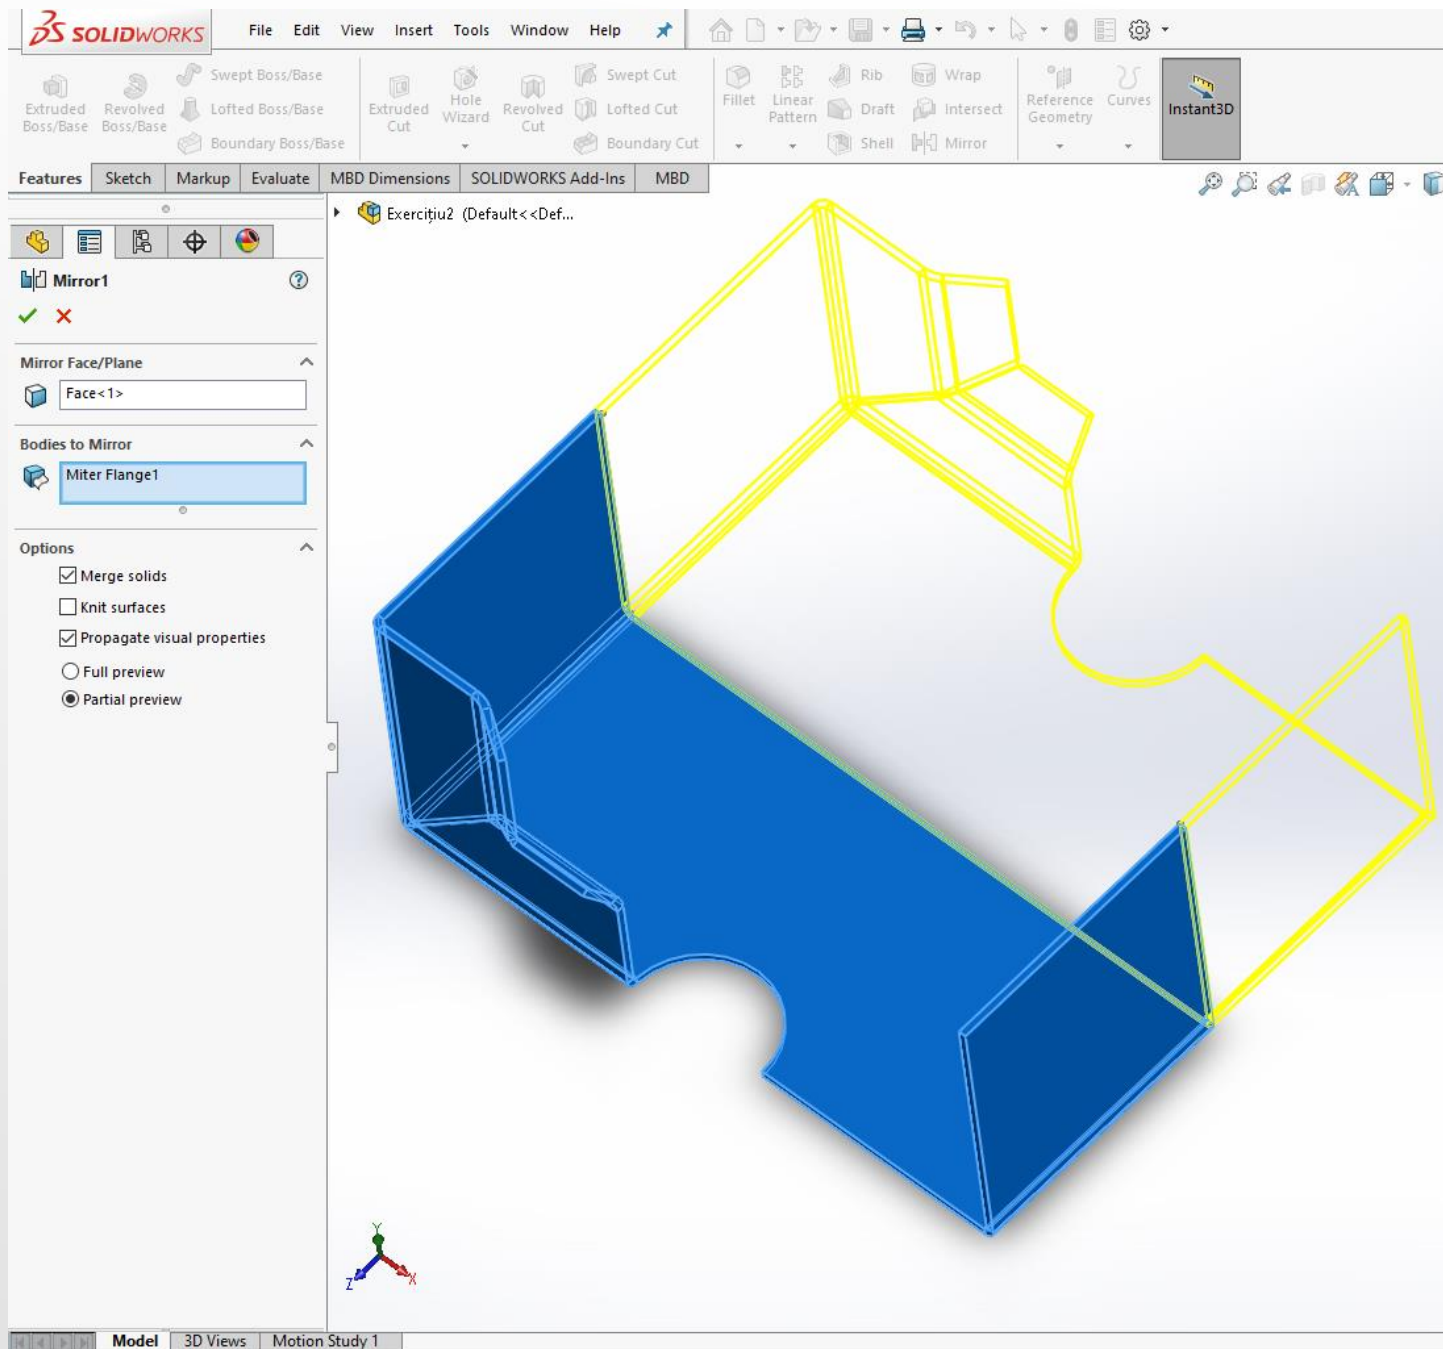 SOLIDWORKS File Edit View Insert Tools Window Help
Extruded Boss/Base
Revolved Boss/Base
Swept Boss/Base
Lofted Boss/Base
Boundary Boss/Base
Extruded Cut
Hole Wizard
Revolved Cut
Swept Cut
Lofted Cut
Boundary Cut
Fillet
Linear Pattern
Rib
Draft
Shell
Wrap
Intersect
Mirror
Reference Geometry
Curves
Instant3D
Features Sketch Markup Evaluate MBD Dimensions SOLIDWORKS Add-Ins MBD
Exercițiu2 (Default<<Def...
Mirror1
Mirror Face/Plane
Face<1>
Bodies to Mirror
Miter Flange1
Options
Merge solids
Knit surfaces
Propagate visual properties
Full preview
Partial preview
Y
Z
X
Model 3D Views Motion Study 1